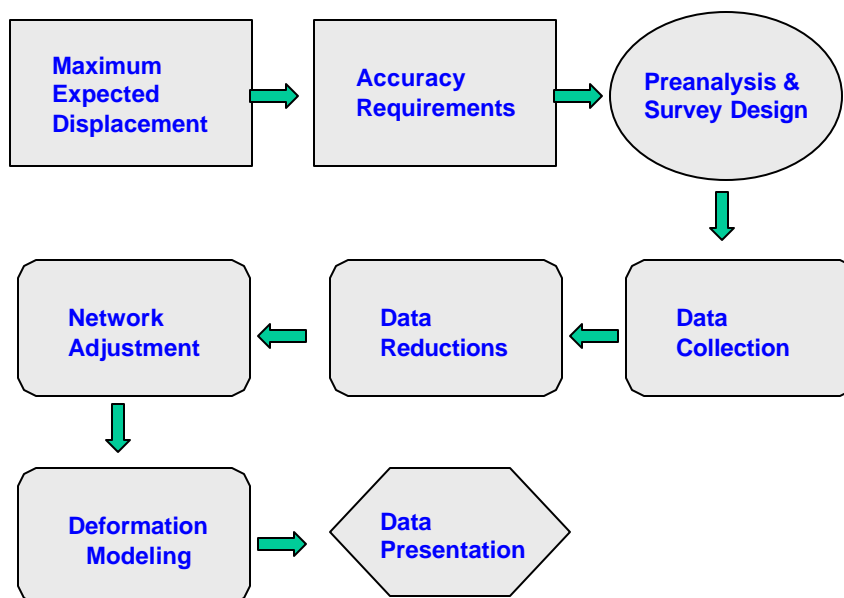 Maximum
Expected
Displacement
Accuracy
Requirements
Preanalysis &
Survey Design
Data
Collection
Data
Reductions
Network
Adjustment
Deformation
Modeling
Data
Presentation